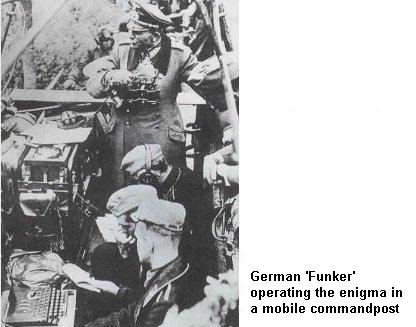 German 'Funker'
operating the enigma in
a mobile commandpost